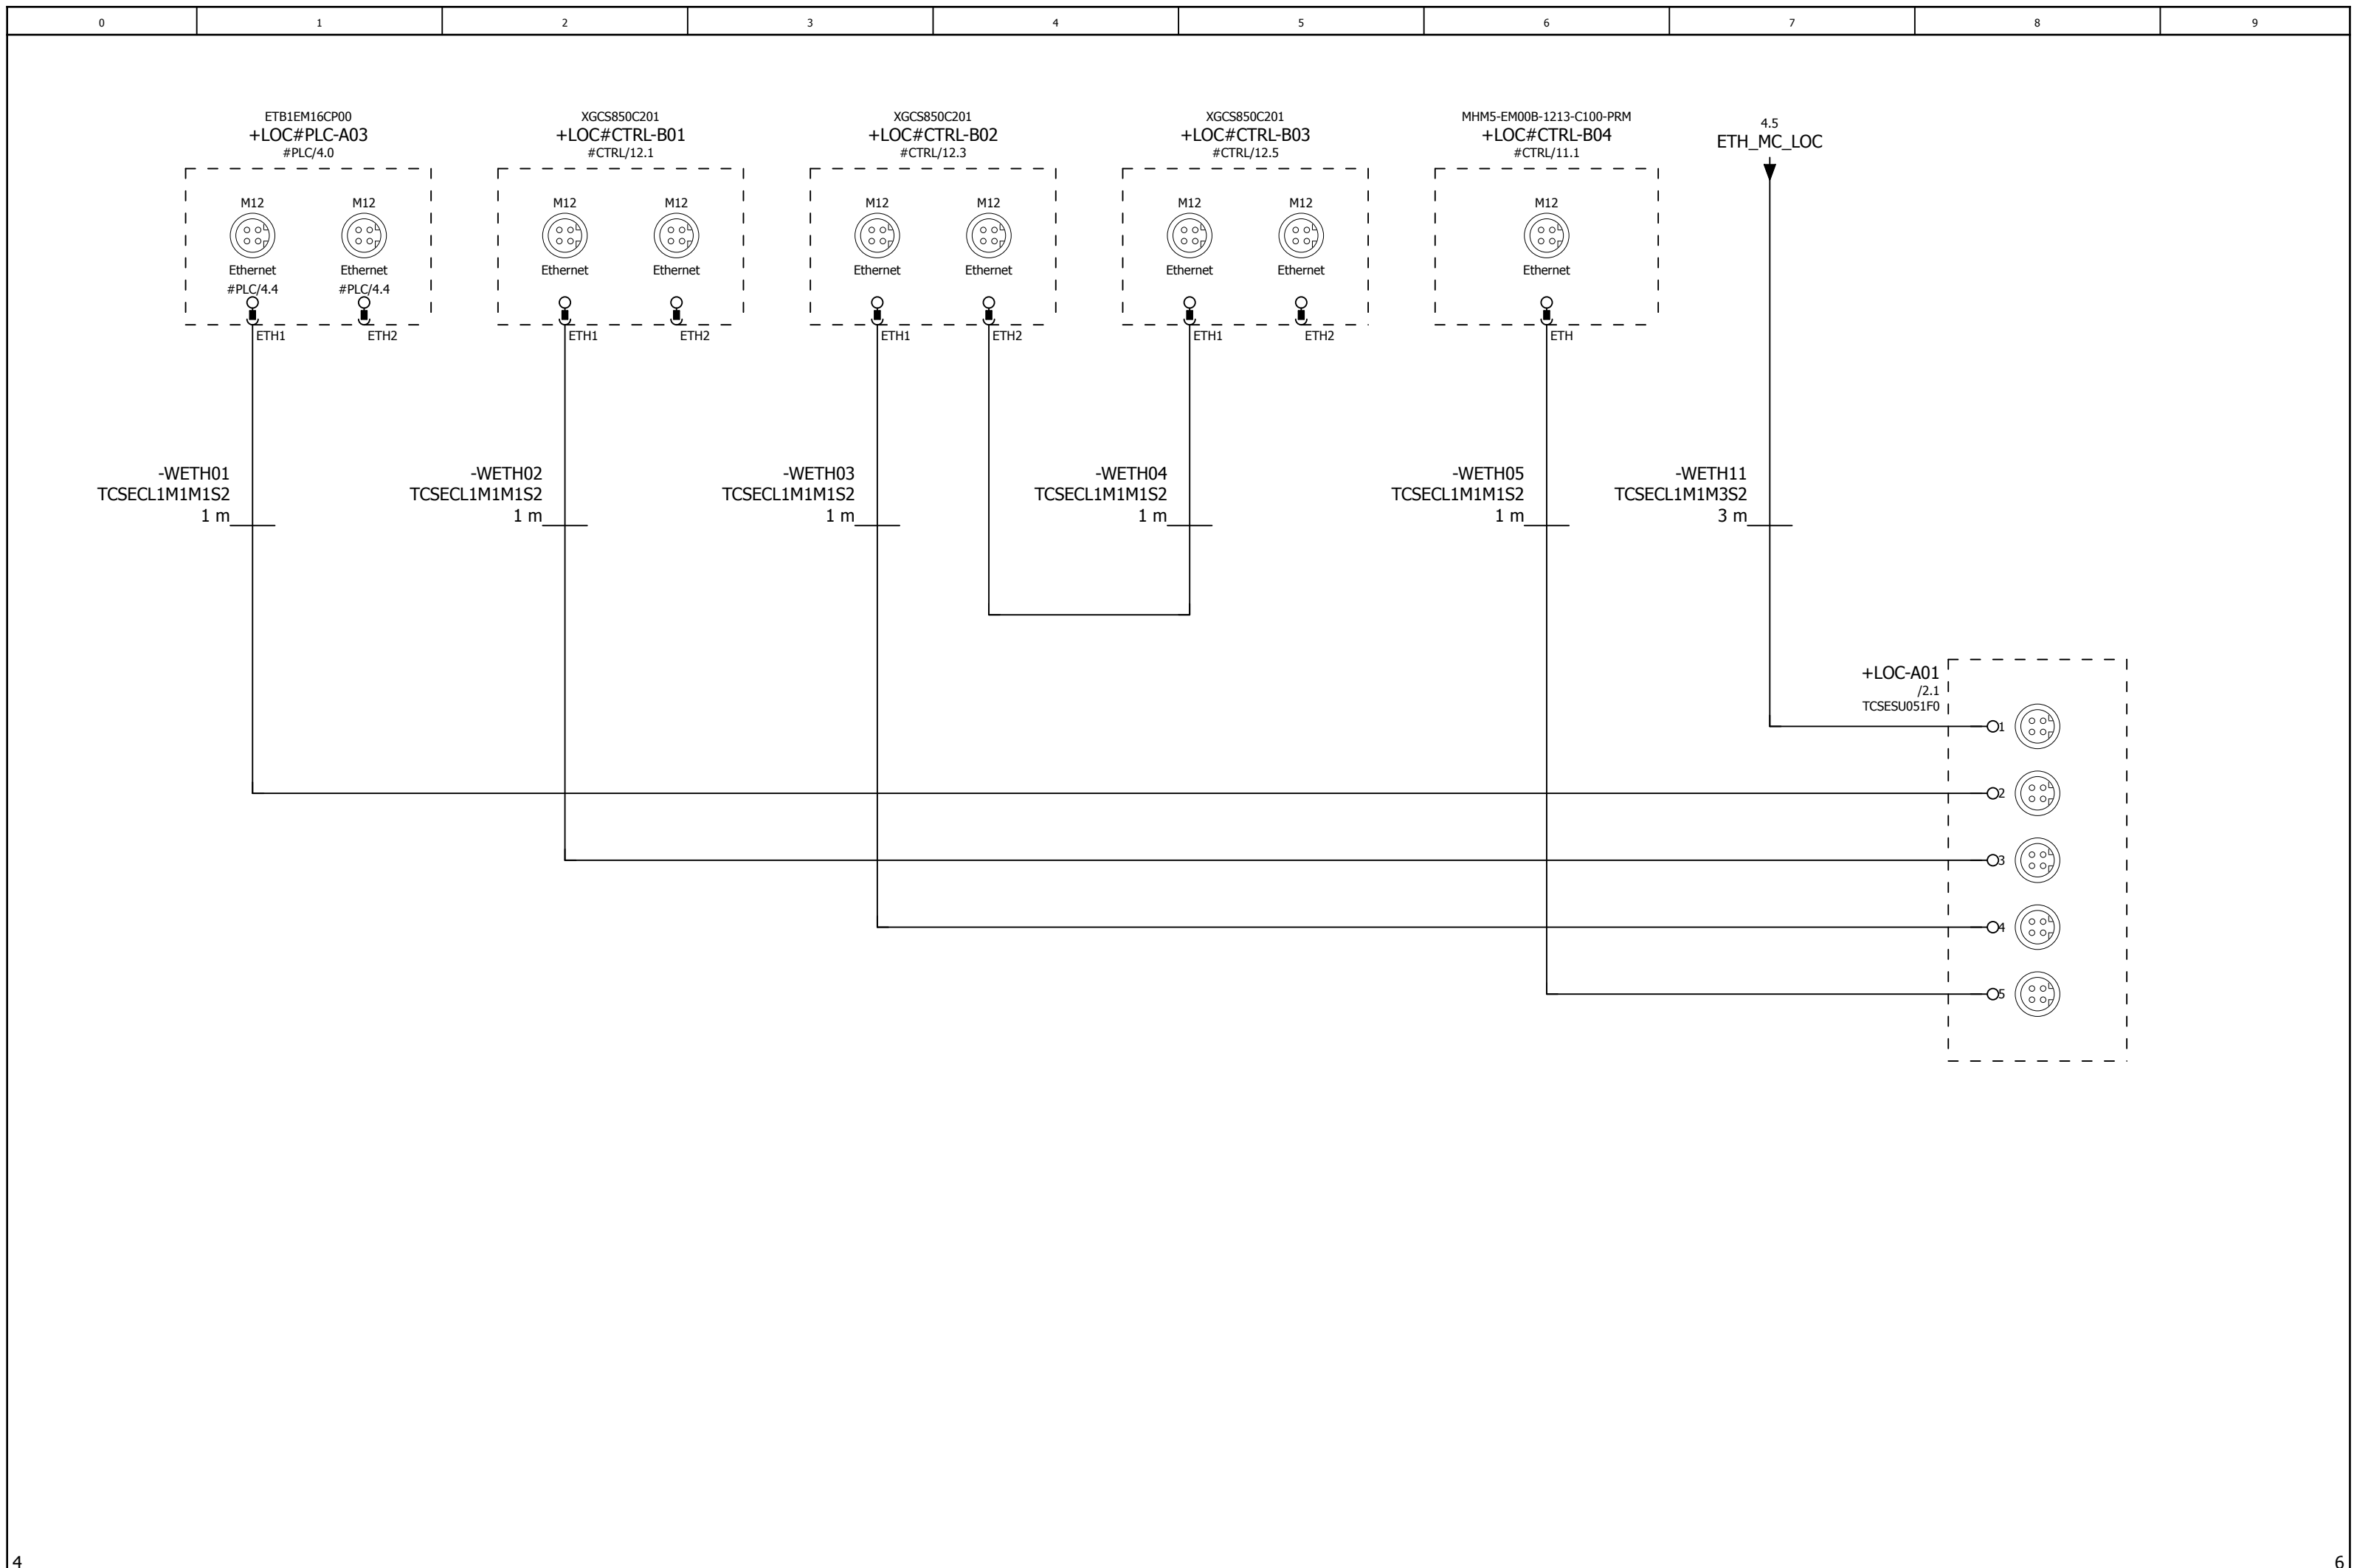 0 1 2 3 4 5 6 7 8 9
ETB1EM16CP00
+LOC#PLC-A03
#PLC/4.0
M12 M12
Ethernet Ethernet
#PLC/4.4 #PLC/4.4
ETH1 ETH2
XGCS850C201
+LOC#CTRL-B01
#CTRL/12.1
M12 M12
Ethernet Ethernet
ETH1 ETH2
XGCS850C201
+LOC#CTRL-B02
#CTRL/12.3
M12 M12
Ethernet Ethernet
ETH1 ETH2
XGCS850C201
+LOC#CTRL-B03
#CTRL/12.5
M12 M12
Ethernet Ethernet
ETH1 ETH2
MHM5-EM00B-1213-C100-PRM
+LOC#CTRL-B04
#CTRL/11.1
M12
Ethernet
ETH
4.5
ETH_MC_LOC
-WETH01
TCSECL1M1M1S2
1 m
-WETH02
TCSECL1M1M1S2
1 m
-WETH03
TCSECL1M1M1S2
1 m
-WETH04
TCSECL1M1M1S2
1 m
-WETH05
TCSECL1M1M1S2
1 m
-WETH11
TCSECL1M1M3S2
3 m
+LOC-A01
/2.1
TCSESU051F0
1
2
3
4
5
4
6